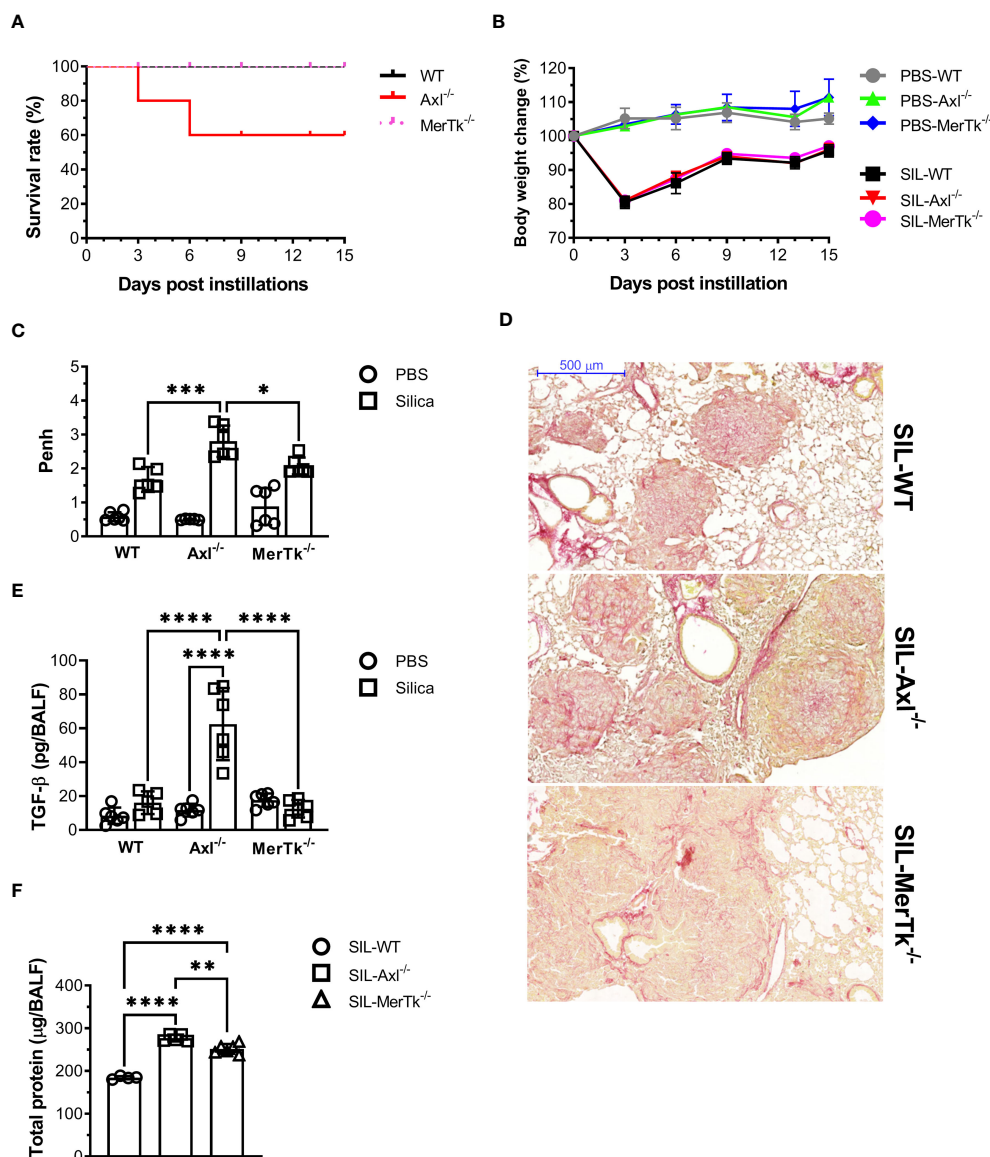 A
Survival rate (%)
100
80
60
40
20
0
0 3 6 9 12 15
Days post instillations
WT
Axl-/-
MerTk-/-
B
Body weight change (%)
120
110
100
90
80
70
0 3 6 9 12 15
Days post instillation
PBS-WT
PBS-Axl-/-
PBS-MerTk-/-
SIL-WT
SIL-Axl-/-
SIL-MerTk-/-
C
Penh
5
4
3
2
1
0
*** *
WT Axl-/- MerTk-/-
PBS
Silica
D
500 μm
SIL-WT
SIL-Axl-/-
SIL-MerTk-/-
E
TGF-β (pg/BALF)
100
80
60
40
20
0
**** ****
****
WT Axl-/- MerTk-/-
PBS
Silica
F
Total protein (μg/BALF)
400
300
200
100
0
****
**
****
SIL-WT
SIL-Axl-/-
SIL-MerTk-/-